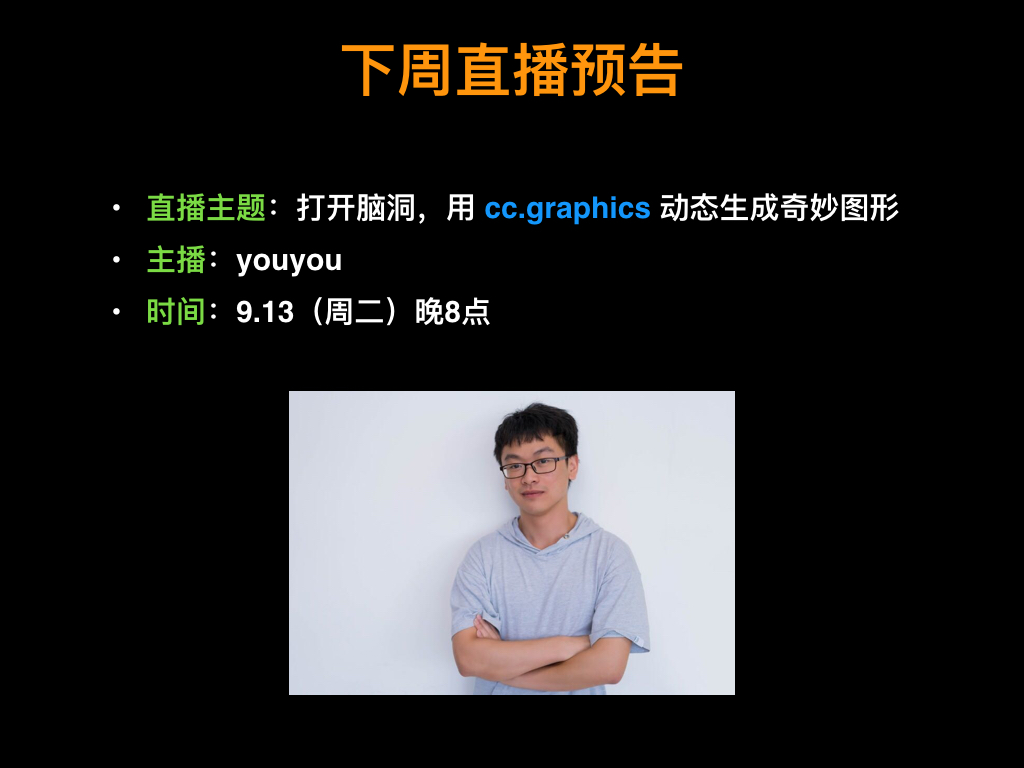 下周直播预告
• 直播主题：打开脑洞，用 cc.graphics 动态生成奇妙图形
• 主播：youyou
• 时间：9.13（周二）晚8点